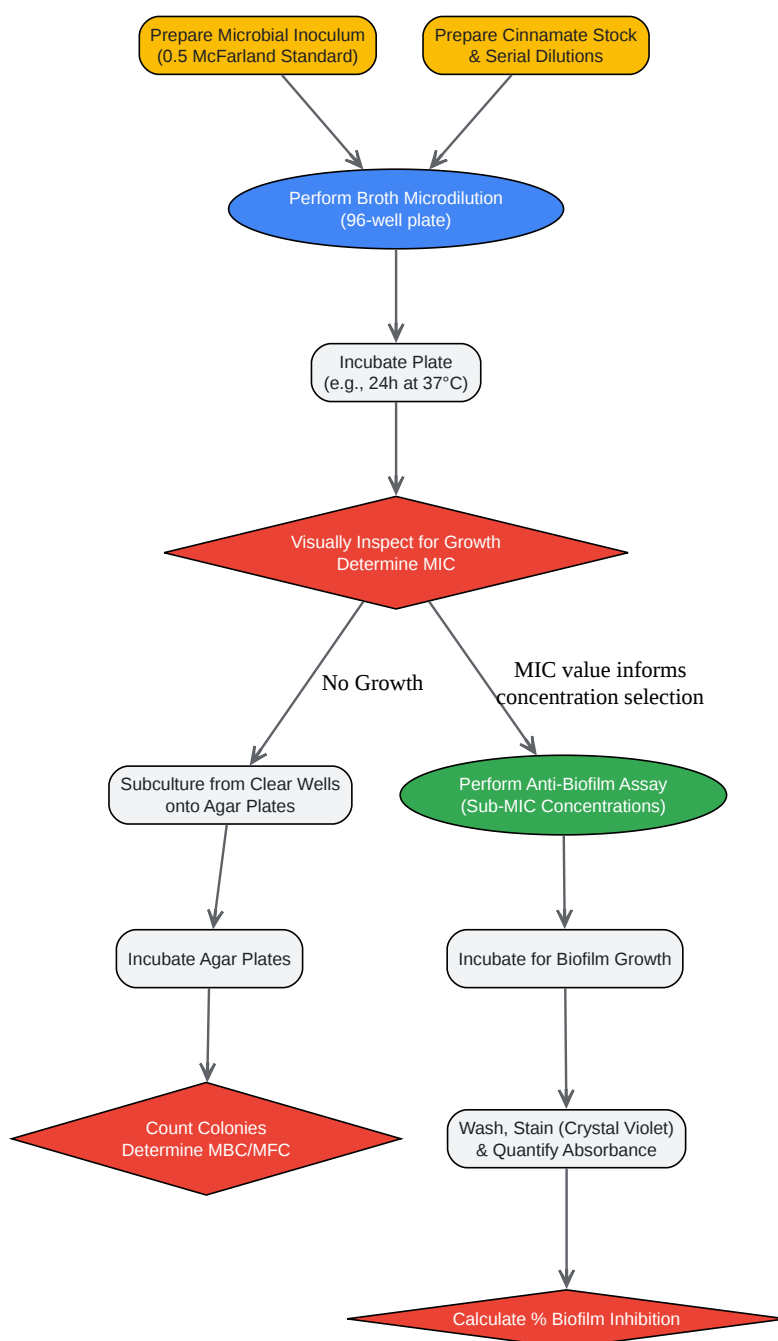 Prepare Microbial Inoculum
(0.5 McFarland Standard)
Prepare Cinnamate Stock
& Serial Dilutions
Perform Broth Microdilution
(96-well plate)
Incubate Plate
(e.g., 24h at 37°C)
Visually Inspect for Growth
Determine MIC
No Growth
MIC value informs
concentration selection
Subculture from Clear Wells
onto Agar Plates
Perform Anti-Biofilm Assay
(Sub-MIC Concentrations)
Incubate Agar Plates
Incubate for Biofilm Growth
Count Colonies
Determine MBC/MFC
Wash, Stain (Crystal Violet)
& Quantify Absorbance
Calculate % Biofilm Inhibition